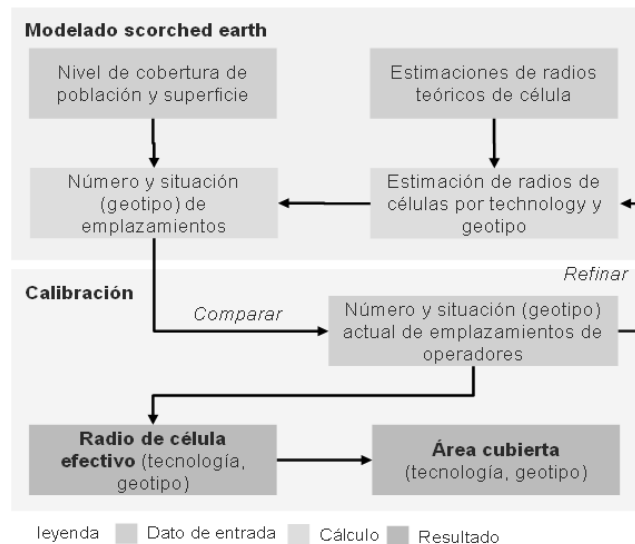 Modelado scorched earth
Nivel de cobertura de
población y superficie
Estimaciones de radios
teóricos de célula
Número y situación
(geotipo) de
emplazamientos
Estimación de radios de
células por technology y
geotipo
Refinar
Calibración
Comparar
Número y situación (geotipo)
actual de emplazamientos de
operadores
Radio de célula
efectivo (tecnología,
geotipo)
Área cubierta
(tecnología, geotipo)
leyenda Dato de entrada Cálculo Resultado